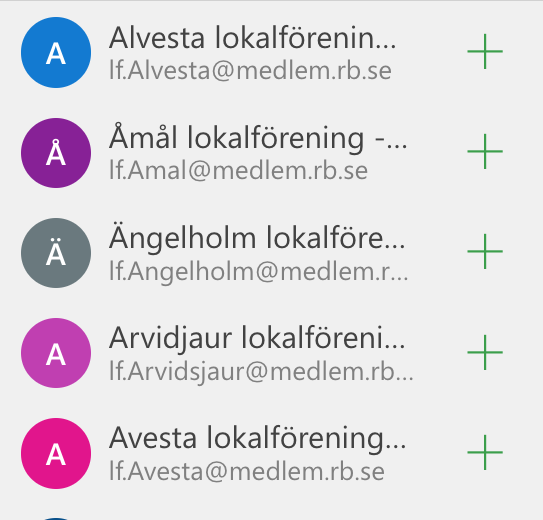 A
Alvesta lokalförenin...
lf.Alvesta@medlem.rb.se
Å
Åmål lokalförening -...
lf.Amal@medlem.rb.se
Ä
Ängelholm lokalföre...
lf.Angelholm@medlem.r...
A
Arvidjaur lokalföreni...
lf.Arvidsjaur@medlem.rb...
A
Avesta lokalförening...
lf.Avesta@medlem.rb.se